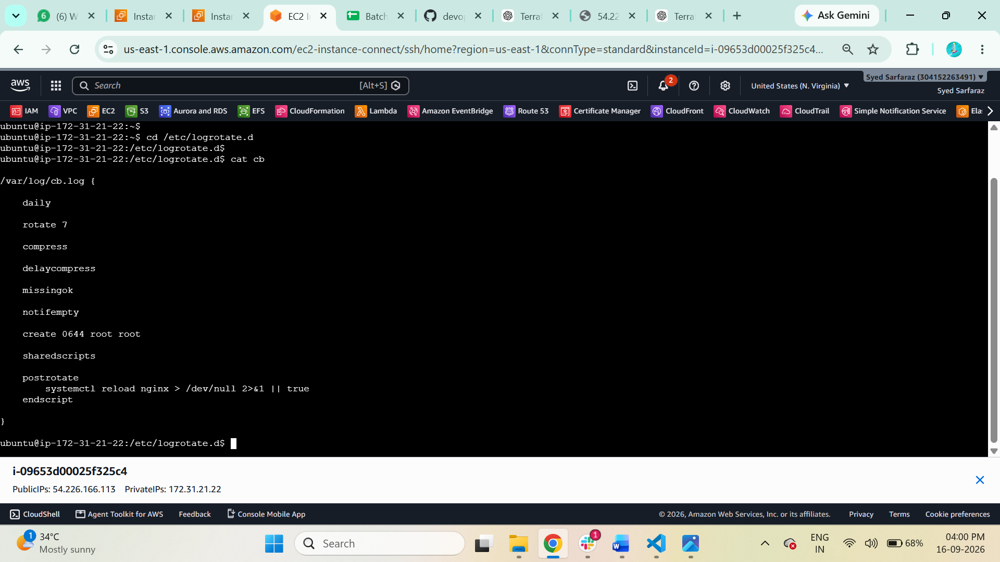 6
(6) W
Instar
Instar
EC2 I
Batch
devop
Terra
54.22
Terra
Ask Gemini
us-east-1.console.aws.amazon.com/ec2-instance-connect/ssh/home?region=us-east-1&connType=standard&instanceId=i-09653d00025f325c4...
aws
Search
[Alt+S]
2
United States (N. Virginia)
Syed Sarfaraz (304152263491)
Syed Sarfaraz
IAM
VPC
EC2
S3
Aurora and RDS
EFS
CloudFormation
Lambda
Amazon EventBridge
Route 53
Certificate Manager
CloudFront
CloudWatch
CloudTrail
Simple Notification Service
Ela
ubuntu@ip-172-31-21-22:~$
ubuntu@ip-172-31-21-22:~$ cd /etc/logrotate.d
ubuntu@ip-172-31-21-22:/etc/logrotate.d$
ubuntu@ip-172-31-21-22:/etc/logrotate.d$ cat cb
/var/log/cb.log {
daily
rotate 7
compress
delaycompress
missingok
notifempty
create 0644 root root
sharedscripts
postrotate
systemctl reload nginx > /dev/null 2>&1 || true
endscript
}
ubuntu@ip-172-31-21-22:/etc/logrotate.d$
i-09653d00025f325c4
PublicIPs: 54.226.166.113 PrivateIPs: 172.31.21.22
CloudShell
Agent Toolkit for AWS
Feedback
Console Mobile App
© 2026, Amazon Web Services, Inc. or its affiliates.
Privacy
Terms
Cookie preferences
1
34°C
Mostly sunny
Search
1
W
ENG
IN
68%
04:00 PM
16-09-2026